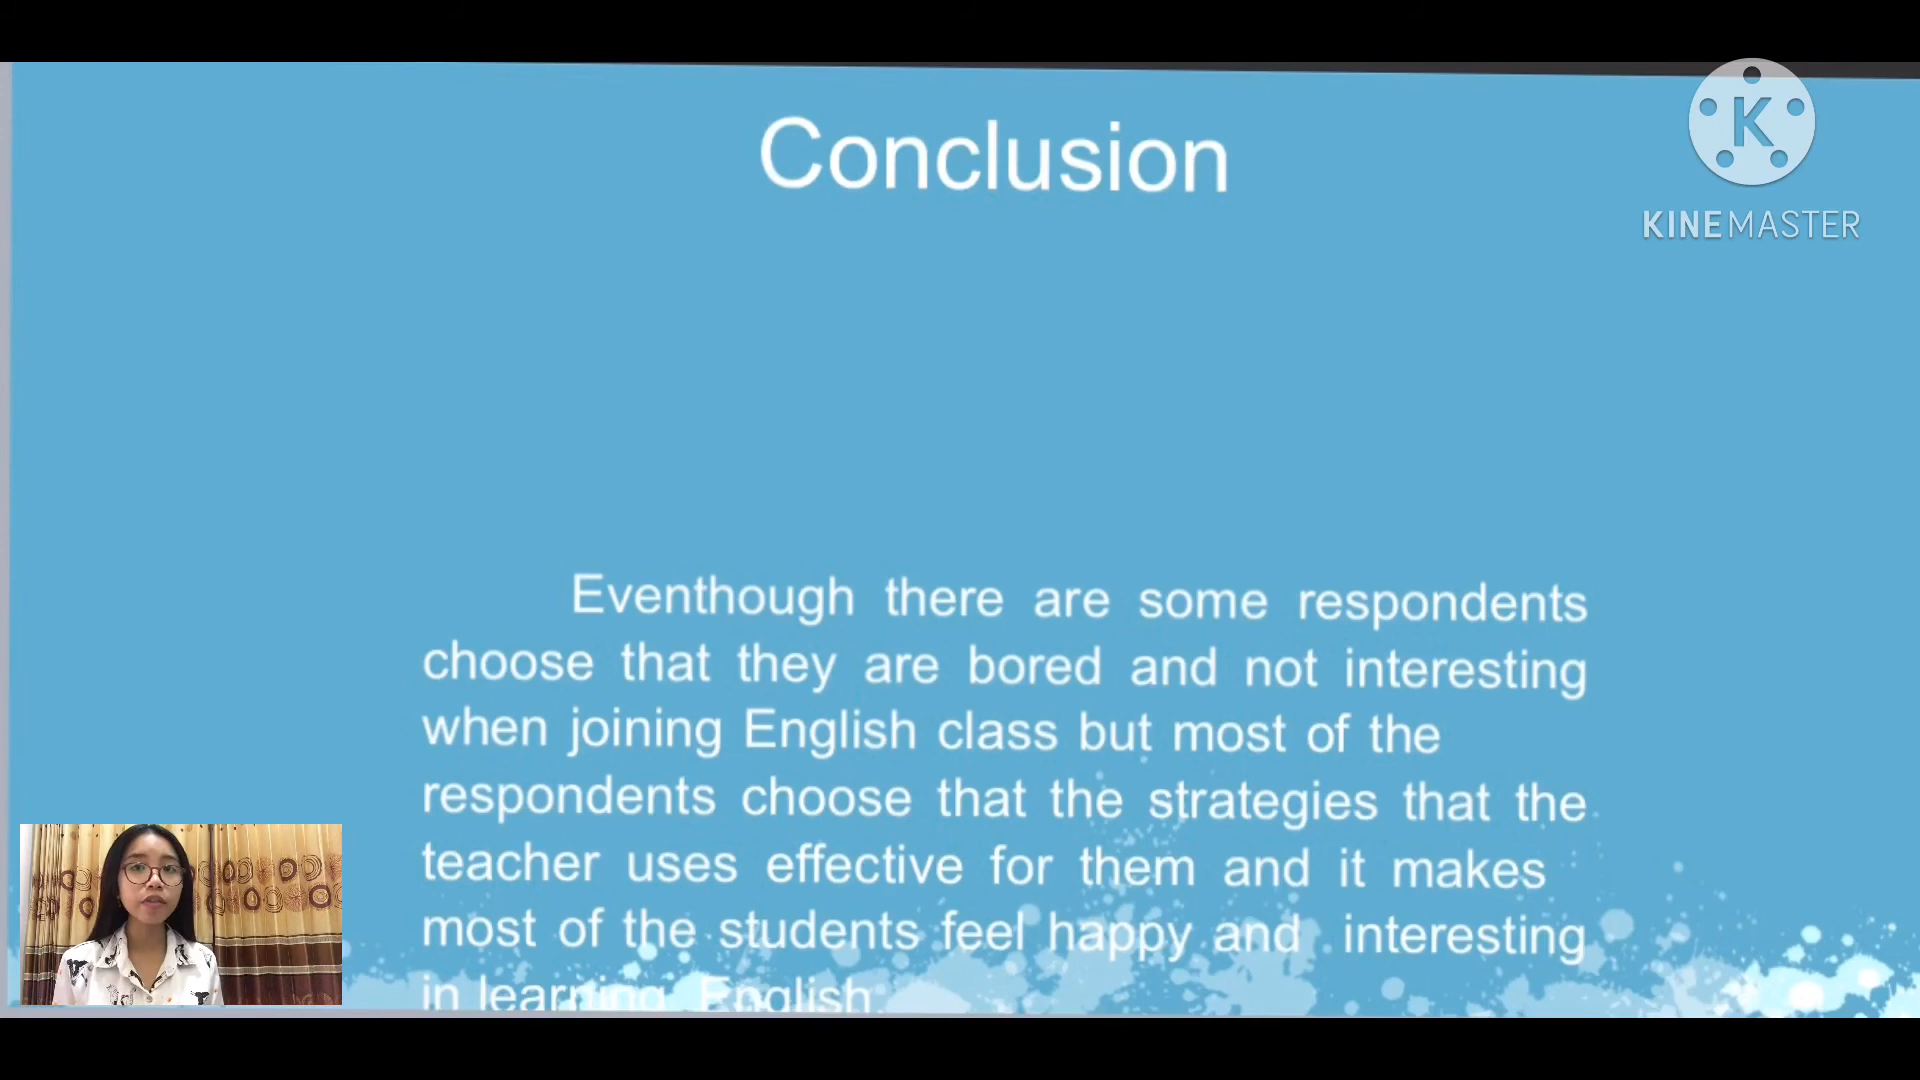 Conclusion
K
KINEMASTER
Eventhough there are some respondents
choose that they are bored and not interesting
when joining English class but most of the
respondents choose that the strategies that the
teacher uses effective for them and it makes
most of the students feel happy and interesting
in learning English